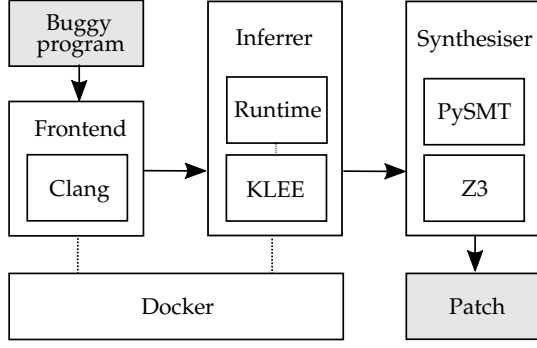 Buggy
program
Frontend
Clang
Inferrer
Runtime
KLEE
Synthesiser
PySMT
Z3
Docker
Patch